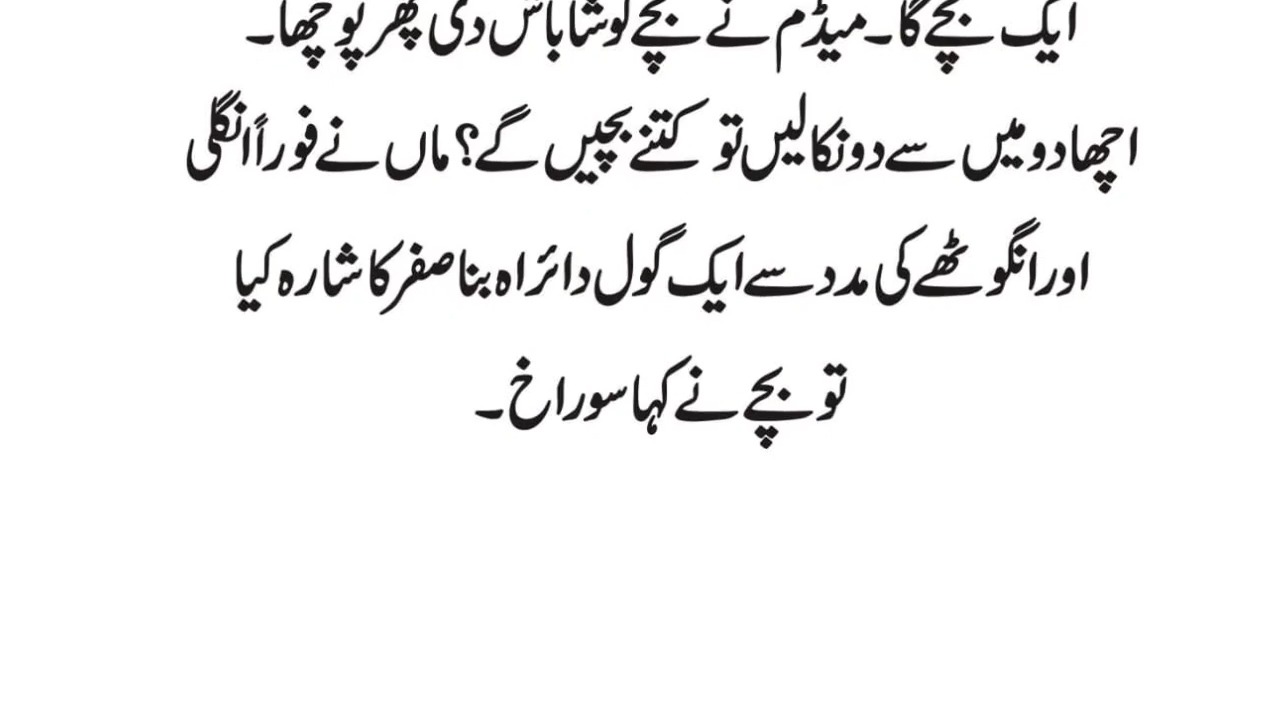 ایک بچے گا۔ میڈم نے بچے کو شاباش دی پھر پوچھا۔
اچھا دو میں سے دو نکالیں تو کتنے بچیں گے؟ ماں نے فوراً انگلی
اور انگوٹھے کی مدد سے ایک گول دائراہ بنا صفر کا شارہ کیا
تو بچے نے کہا سوراخ۔